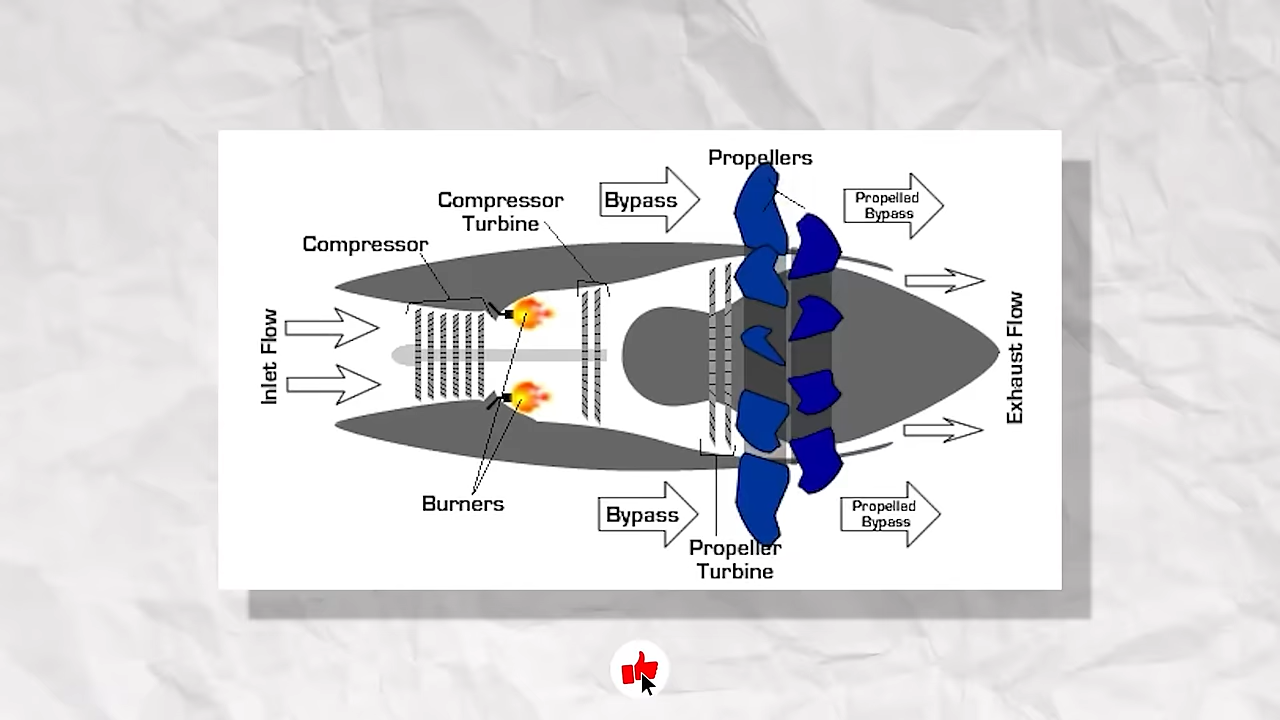 Propellers
Bypass
Propelled
Bypass
Compressor
Turbine
Compressor
Inlet Flow
Exhaust Flow
Burners
Bypass
Propelled
Bypass
Propeller
Turbine